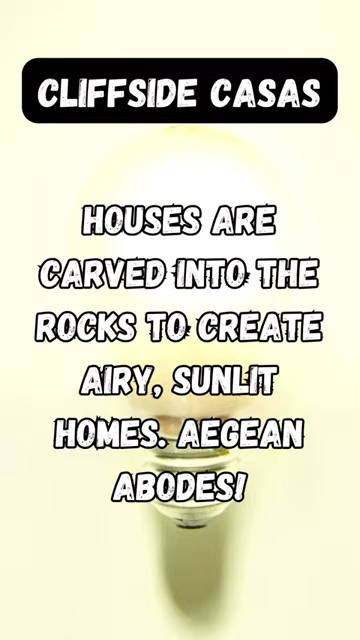 CLIFFSIDE CASAS
HOUSES ARE
CARVED INTO THE
ROCKS TO CREATE
AIRY, SUNLIT
HOMES. AEGEAN
ABODES!